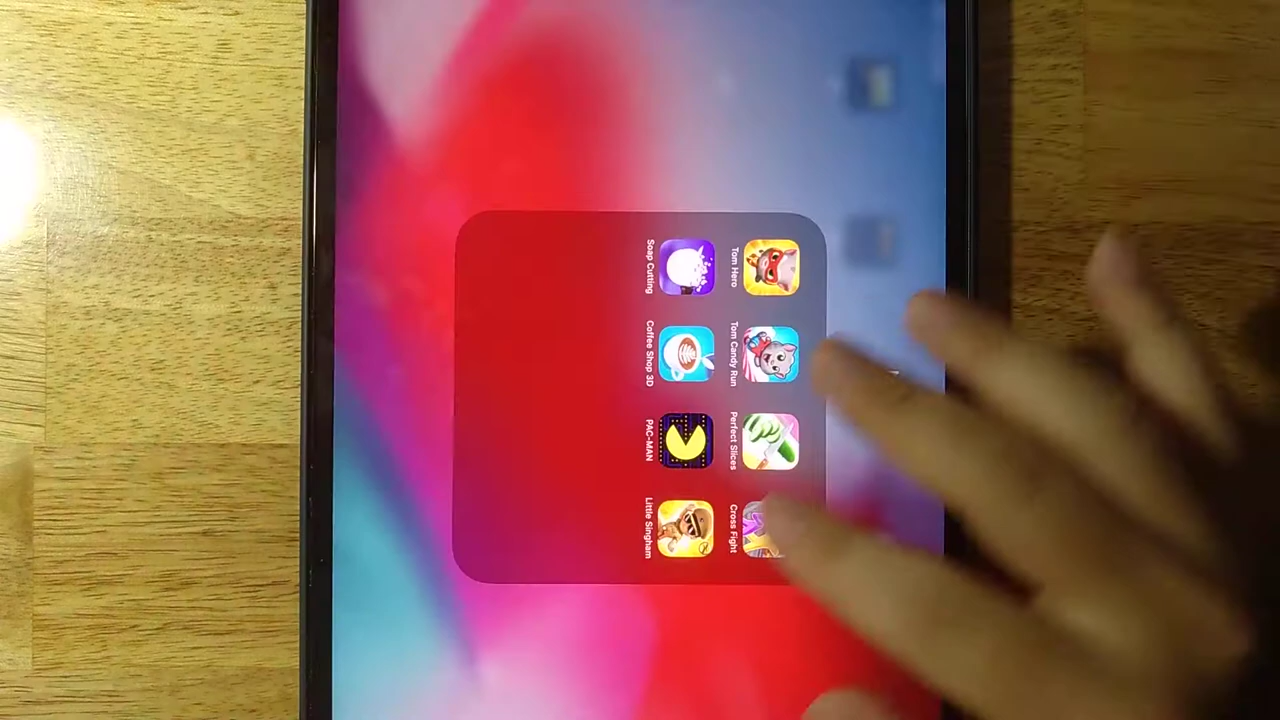 Tom Hero
Tom Candy Run
Perfect Slices
Cross Fight
Soap Cutting
Coffee Shop 3D
PAC-MAN
Little Singham